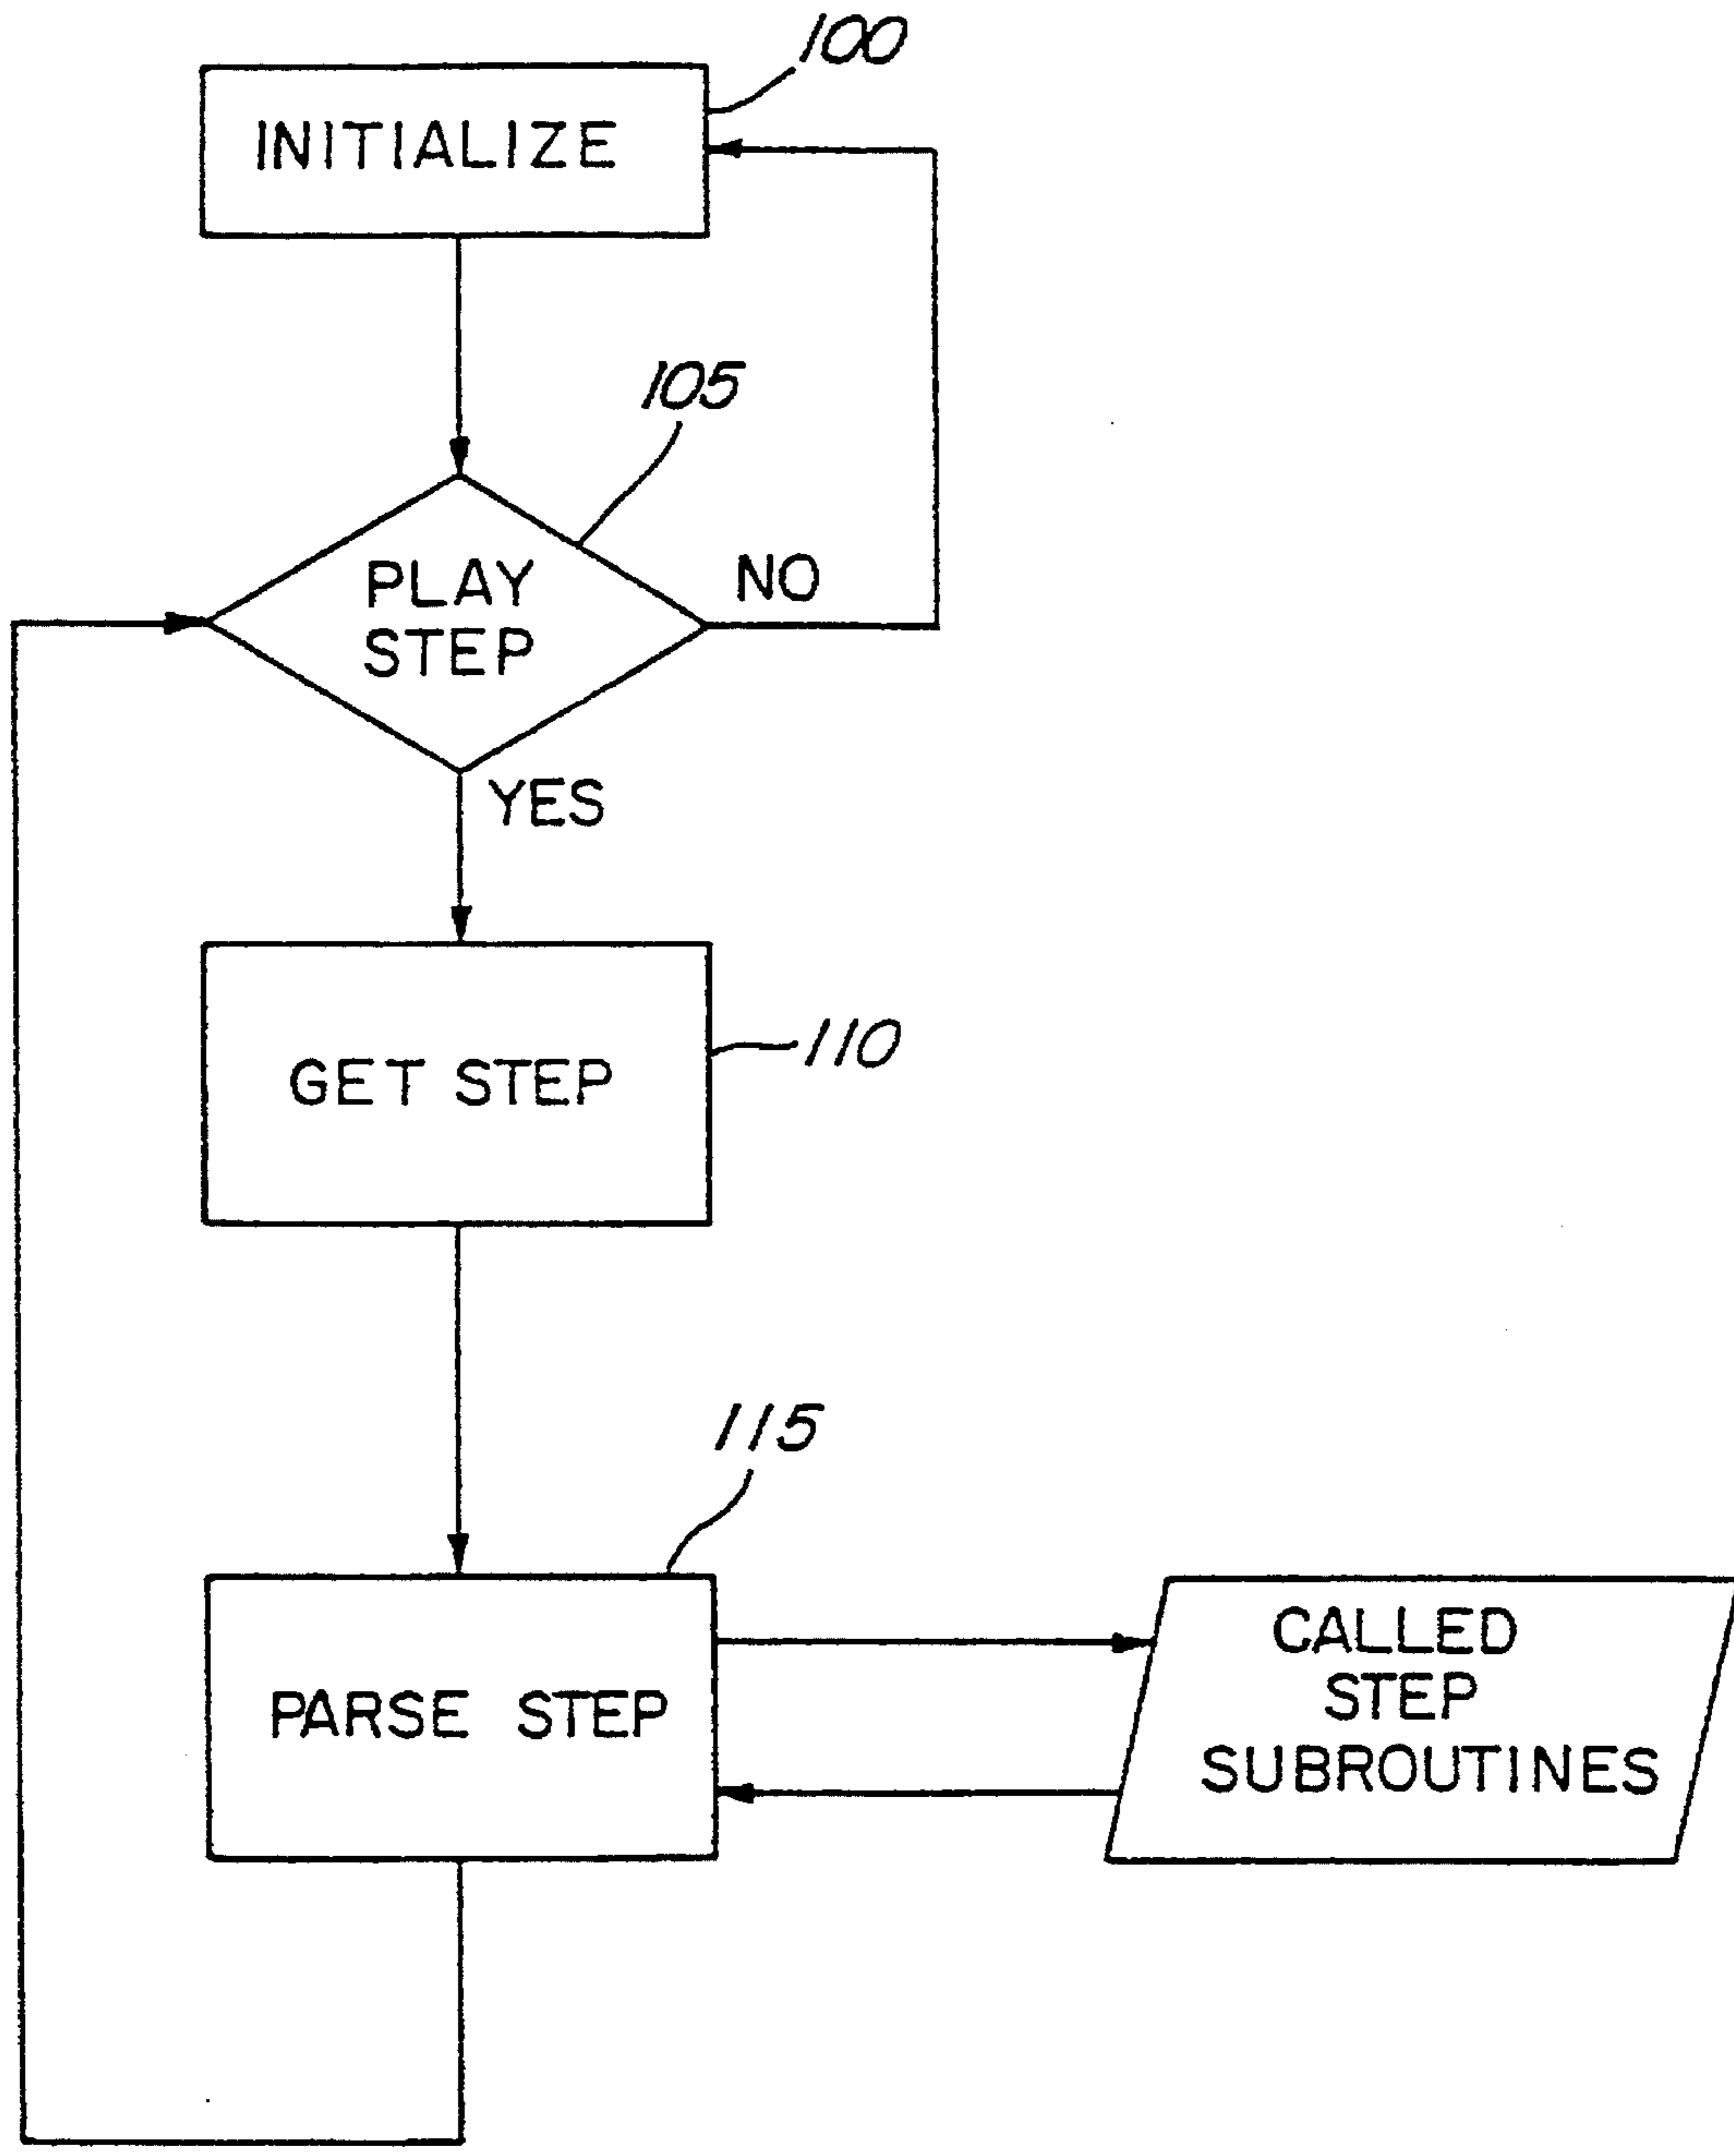 100
INITIALIZE
105
PLAY
STEP
NO
YES
GET STEP
110
115
PARSE STEP
CALLED
STEP
SUBROUTINES